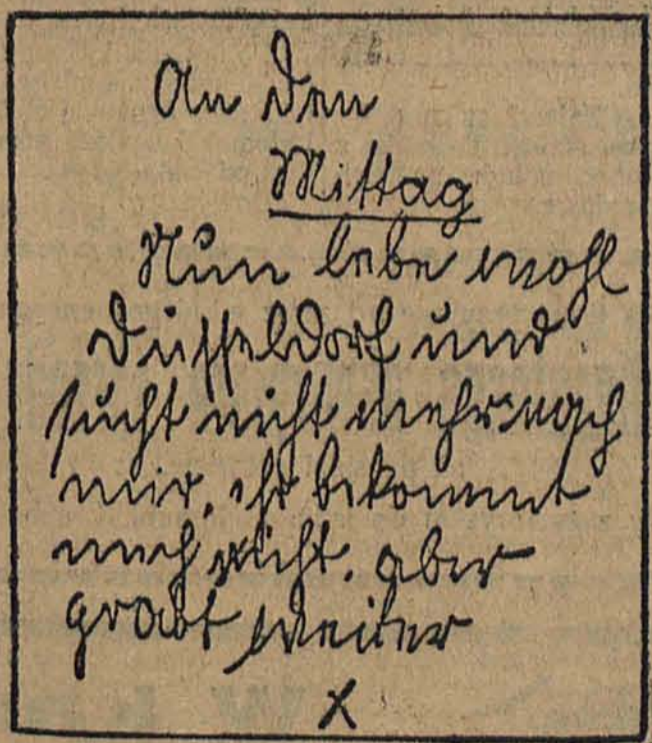 An den
Mittag
Nun lebe wohl
Düsseldorf und
sucht nicht mehr nach
mir, ihr bekommt
mich nicht. aber
grabt weiter
X